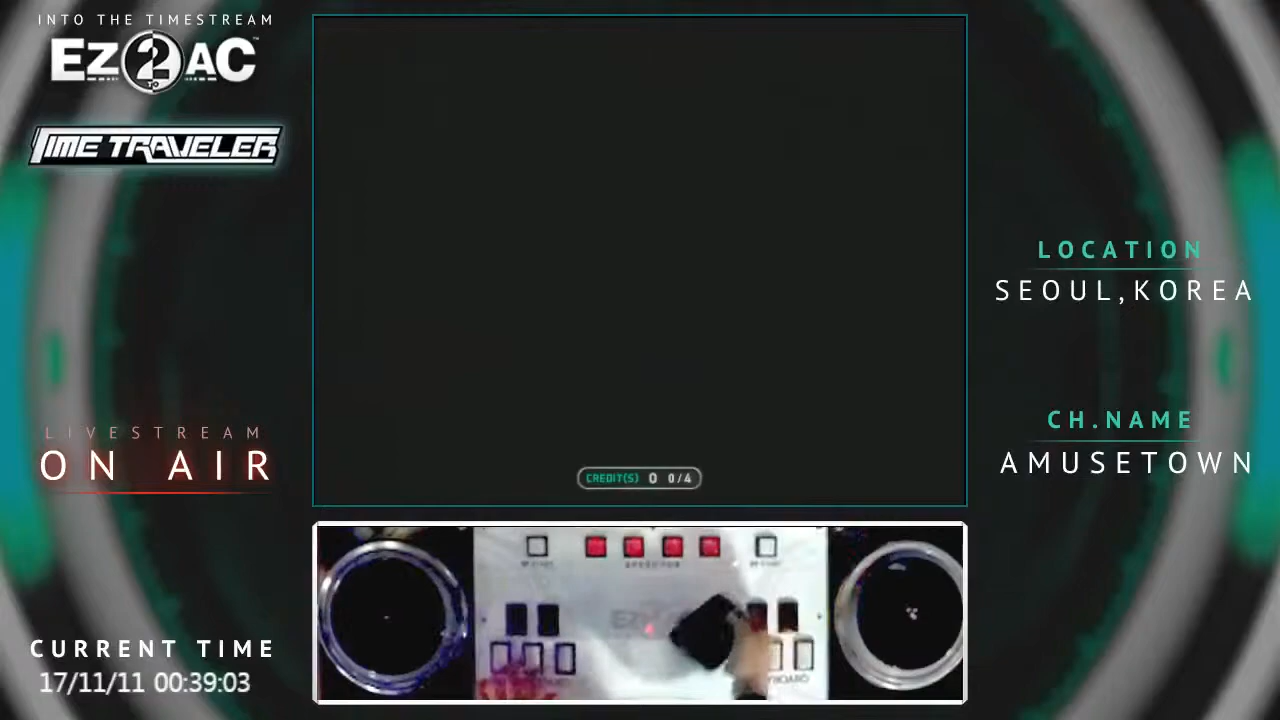 INTO THE TIMESTREAM
EZ2AC
TO
TIME TRAVELER
LIVESTREAM
ON AIR
CURRENT TIME
17/11/11 00:39:03
CREDIT(S) 0 0/4
LOCATION
SEOUL,KOREA
CH.NAME
AMUSETOWN